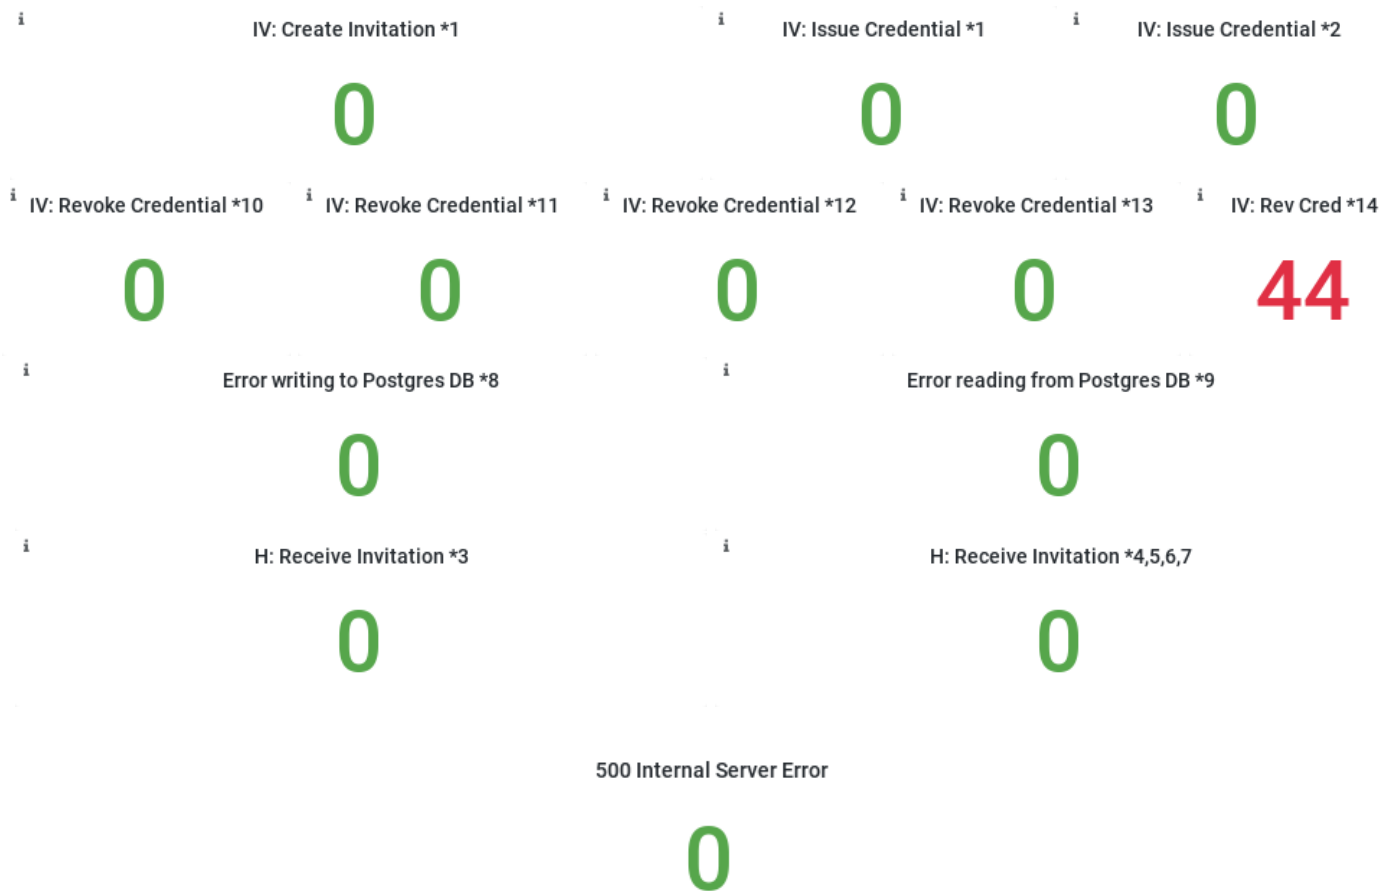 i IV: Create Invitation *1 i IV: Issue Credential *1 i IV: Issue Credential *2
0 0 0
i IV: Revoke Credential *10 i IV: Revoke Credential *11 i IV: Revoke Credential *12 i IV: Revoke Credential *13 i IV: Rev Cred *14
0 0 0 0 44
i Error writing to Postgres DB *8 i Error reading from Postgres DB *9
0 0
i H: Receive Invitation *3 i H: Receive Invitation *4,5,6,7
0 0
500 Internal Server Error
0